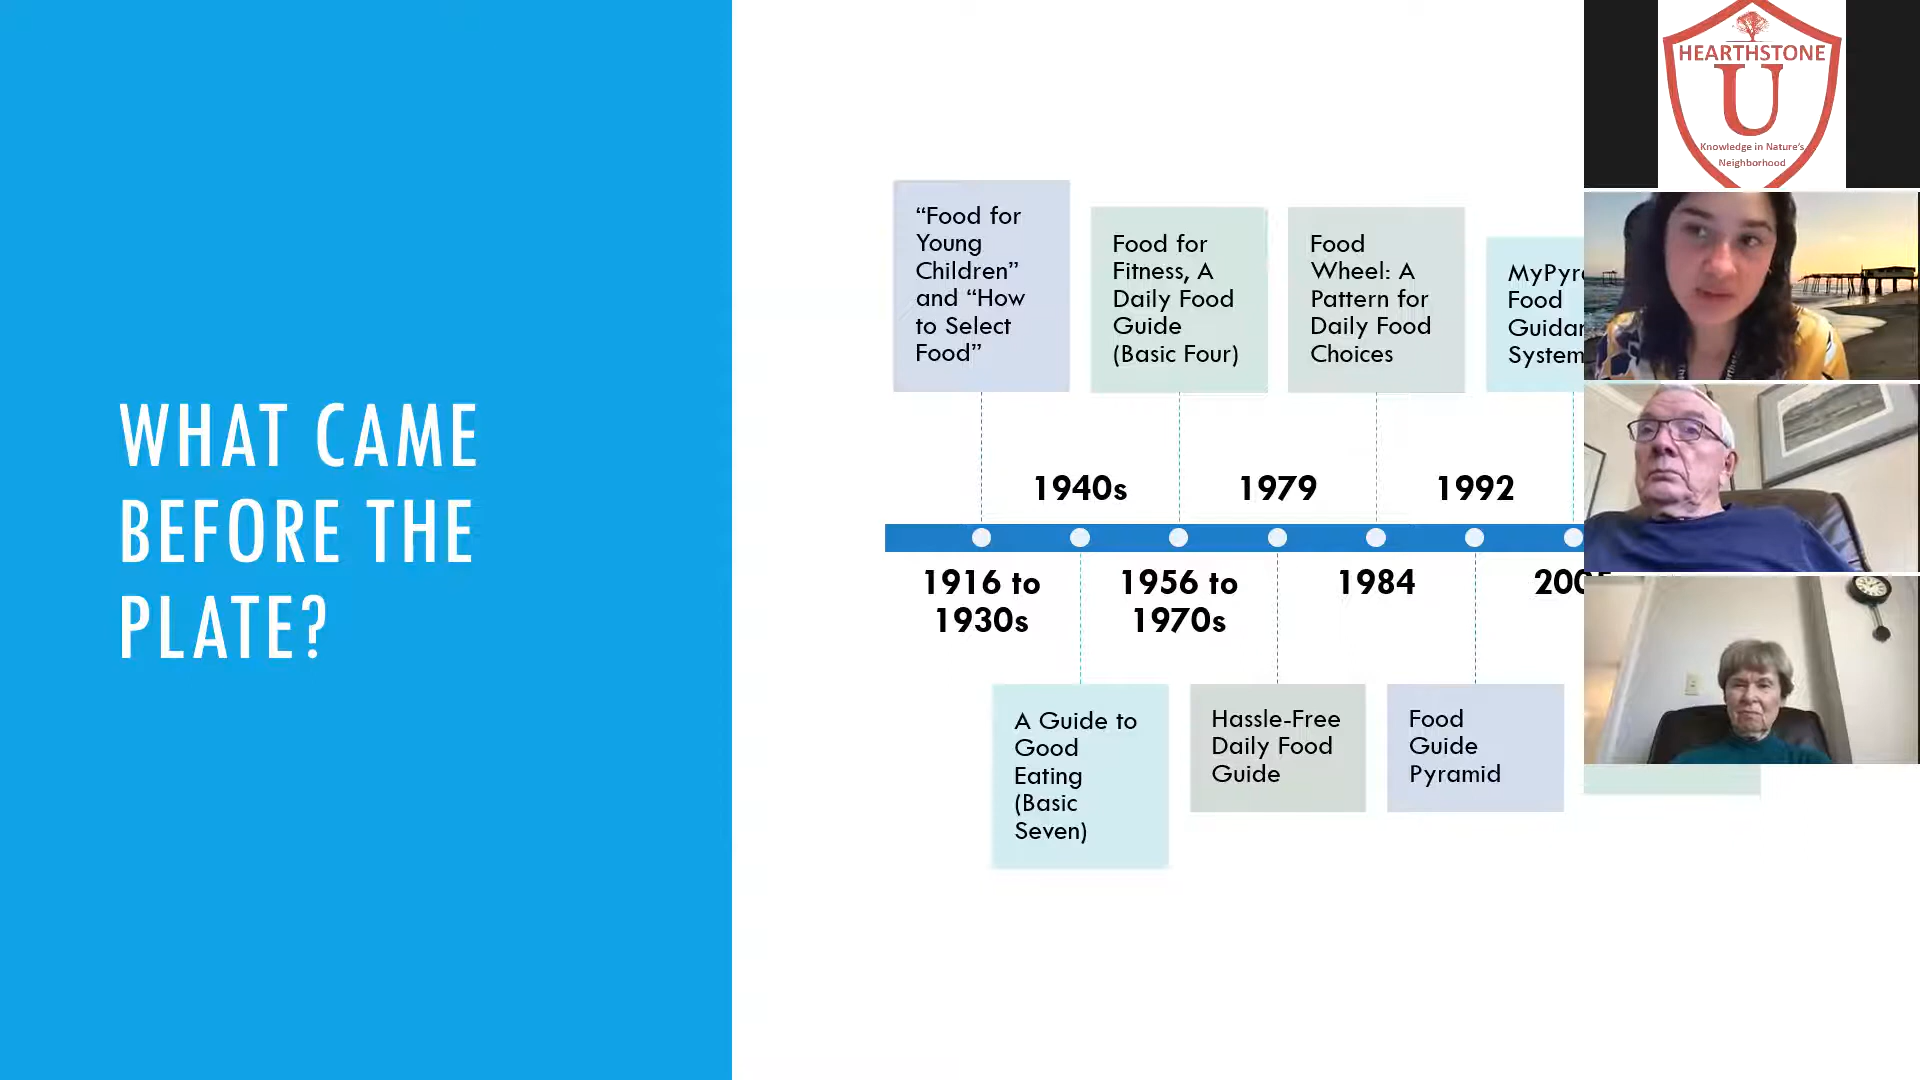 WHAT CAME
BEFORE THE
PLATE?
“Food for
Young
Children”
and “How
to Select
Food”
Food for
Fitness, A
Daily Food
Guide
(Basic Four)
Food
Wheel: A
Pattern for
Daily Food
Choices
Food
System
1940s
1979
1992
1916 to
1930s
1956 to
1970s
1984
A Guide to
Good
Eating
(Basic
Seven)
Hassle-Free
Daily Food
Guide
Food
Guide
Pyramid
HEARTHSTONE
U
Knowledge in Nature's
Neighborhood